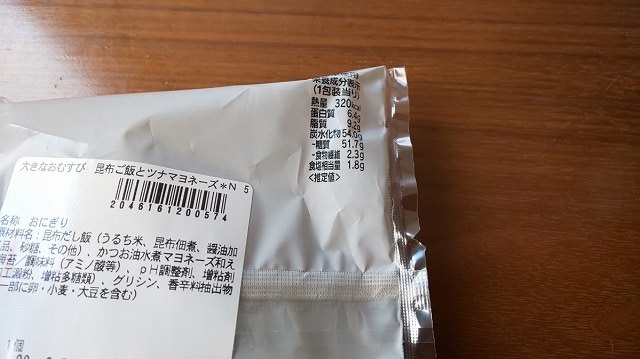 栄養成分表示
(1包装当り)
熱量 320kcal
蛋白質 6.4g
脂質 9.2g
炭水化物 54.0g
-糖質 51.7g
-食物繊維 2.3g
食塩相当量 1.8g
<推定値>
大きなおむすび 昆布ご飯とツナマヨネーズ*N 5
2046161200574
名称 おにぎり
原材料名:昆布だし飯(うるち米、昆布佃煮、醤油加
品、砂糖、その他)、かつお油水煮マヨネーズ和え
海苔/調味料(アミノ酸等)、pH調整剤、増粘剤
加工澱粉、増粘多糖類)、グリシン、香辛料抽出物
一部に卵・小麦・大豆を含む)
1個